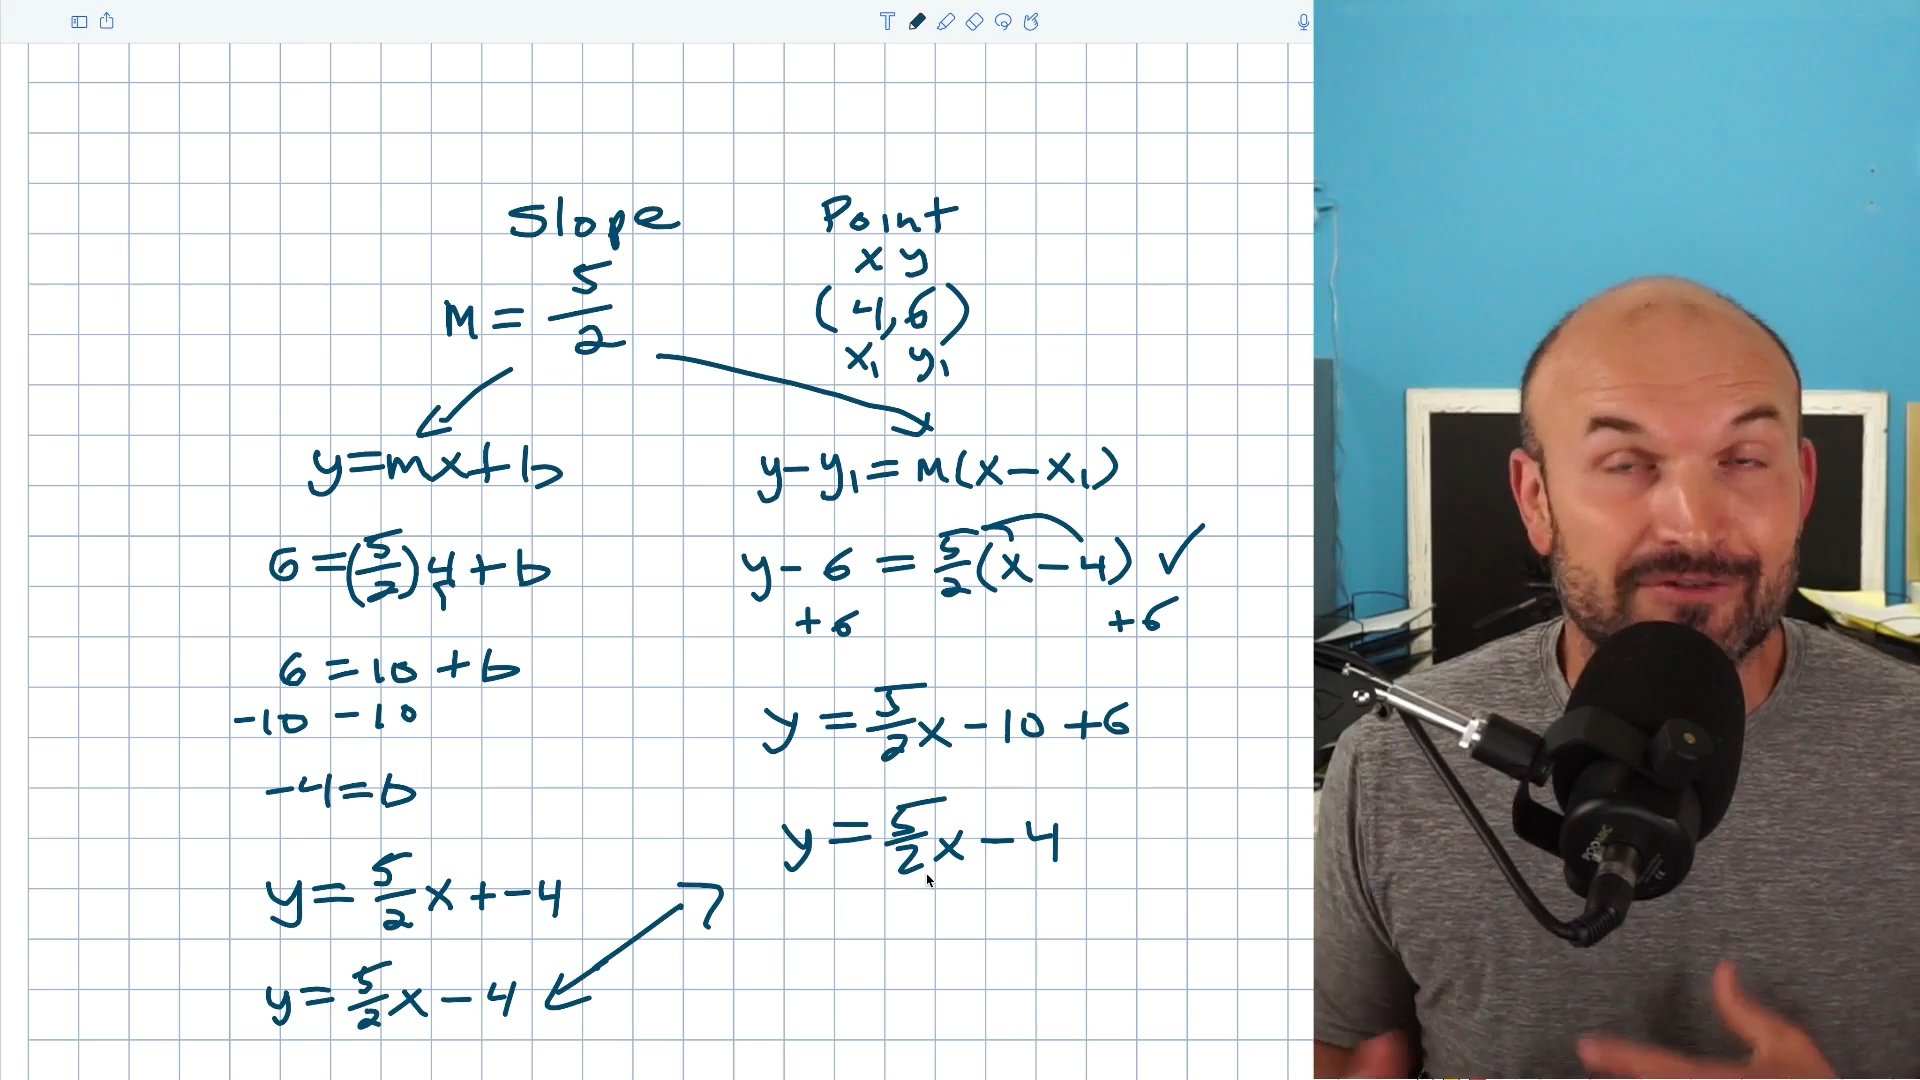 Slope
m = 5/2
Point
x y
(4,6)
x₁ y₁
y=mx+b
6=(5/2)4+b
6=10+b
-10 -10
-4=b
y=5/2x+-4
y=5/2x-4
y-y₁=m(x-x₁)
y-6=5/2(x-4) ✓
+6 +6
y=5/2x-10+6
y=5/2x-4